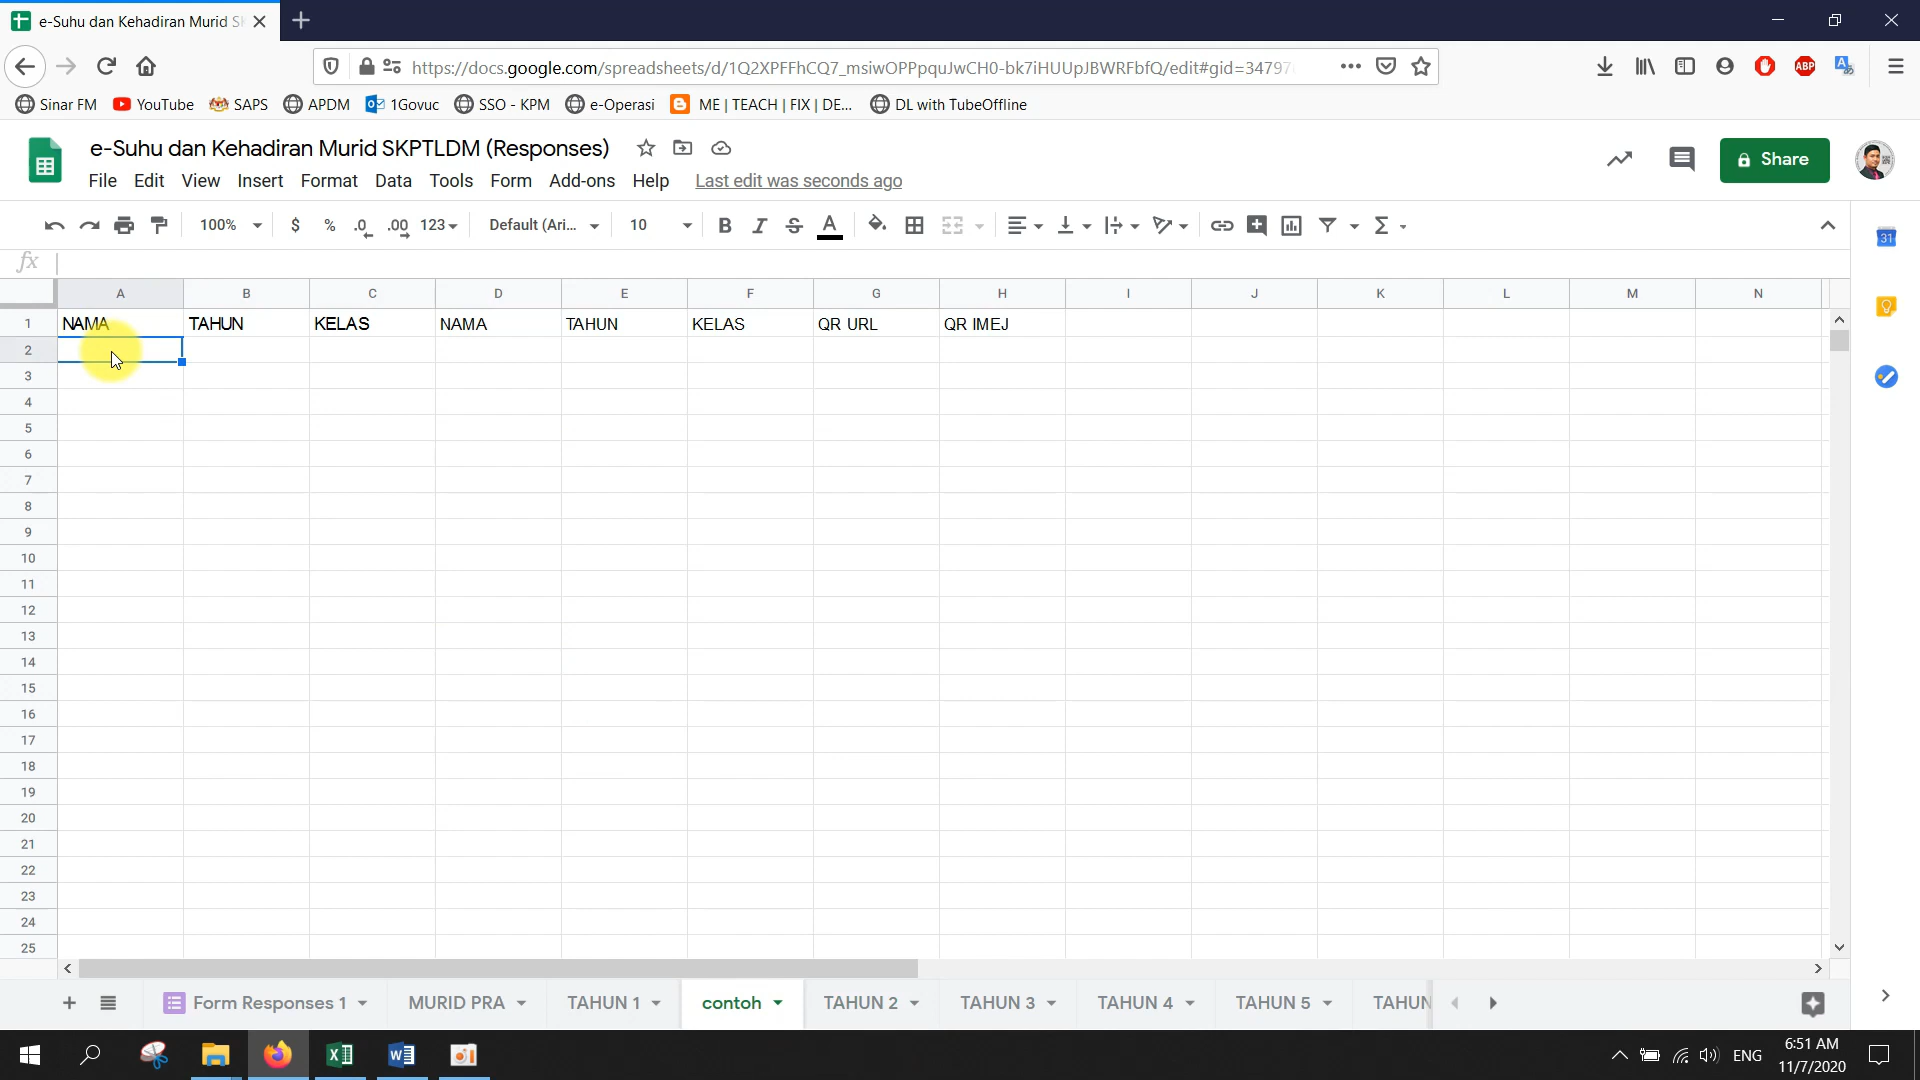 e-Suhu dan Kehadiran Murid S
https://docs.google.com/spreadsheets/d/1Q2XPFFhCQ7_msiwOPPpquJwCH0-bk7iHUUpJBWRFbfQ/edit#gid=34797
ABP
Sinar FM YouTube SAPS APDM 1Govuc SSO - KPM e-Operasi ME | TEACH | FIX | DE... DL with TubeOffline
e-Suhu dan Kehadiran Murid SKPTLDM (Responses)
Share
File Edit View Insert Format Data Tools Form Add-ons Help Last edit was seconds ago
100% $ % .0 .00 123 Default (Ari... 10 B I S A Σ
31
fx
A B C D E F G H I J K L M N
1 NAMA TAHUN KELAS NAMA TAHUN KELAS QR URL QR IMEJ
2
3
4
5
6
7
8
9
10
11
12
13
14
15
16
17
18
19
20
21
22
23
24
25
Form Responses 1 MURID PRA TAHUN 1 contoh TAHUN 2 TAHUN 3 TAHUN 4 TAHUN 5 TAHUN
ENG
6:51 AM
11/7/2020